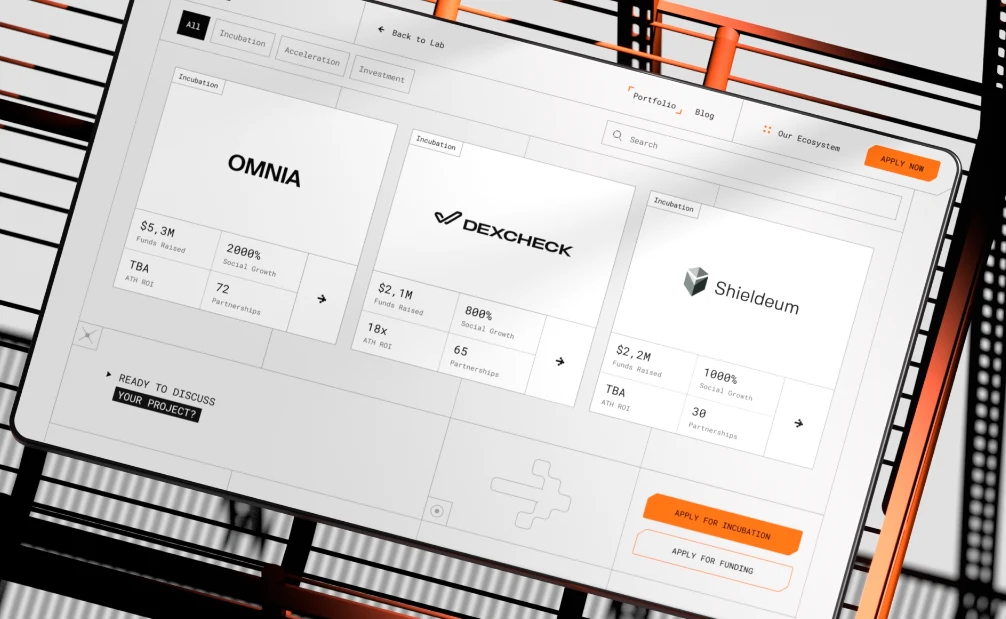 All
Incubation
Acceleration
Investment
← Back to Lab
Portfolio
Blog
Our Ecosystem
APPLY NOW
Search
Incubation
OMNIA
$5,3M
Funds Raised
2000%
Social Growth
TBA
ATH ROI
72
Partnerships
→
Incubation
DEXCHECK
$2,1M
Funds Raised
800%
Social Growth
18x
ATH ROI
65
Partnerships
→
Incubation
Shieldeum
$2,2M
Funds Raised
1000%
Social Growth
TBA
ATH ROI
30
Partnerships
→
READY TO DISCUSS
YOUR PROJECT?
APPLY FOR INCUBATION
APPLY FOR FUNDING